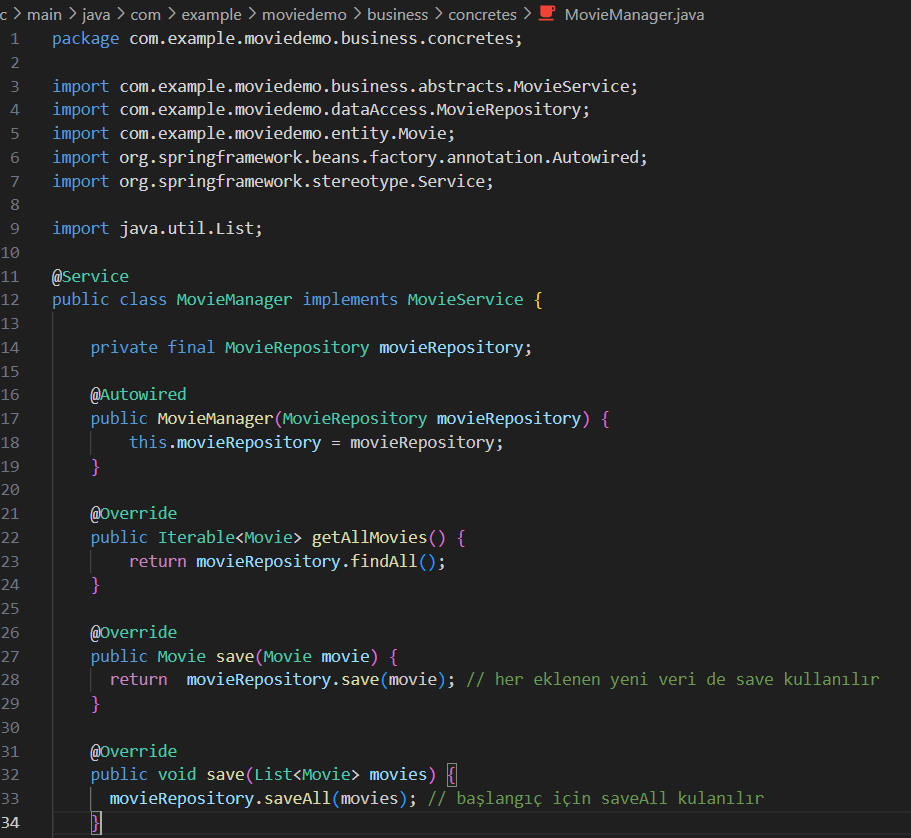 c > main > java > com > example > moviedemo > business > concretes > MovieManager.java
1 package com.example.moviedemo.business.concretes;
2
3 import com.example.moviedemo.business.abstracts.MovieService;
4 import com.example.moviedemo.dataAccess.MovieRepository;
5 import com.example.moviedemo.entity.Movie;
6 import org.springframework.beans.factory.annotation.Autowired;
7 import org.springframework.stereotype.Service;
8
9 import java.util.List;
10
11 @Service
12 public class MovieManager implements MovieService {
13
14     private final MovieRepository movieRepository;
15
16     @Autowired
17     public MovieManager(MovieRepository movieRepository) {
18         this.movieRepository = movieRepository;
19     }
20
21     @Override
22     public Iterable<Movie> getAllMovies() {
23         return movieRepository.findAll();
24     }
25
26     @Override
27     public Movie save(Movie movie) {
28       return  movieRepository.save(movie); // her eklenen yeni veri de save kullanılır
29     }
30
31     @Override
32     public void save(List<Movie> movies) {
33       movieRepository.saveAll(movies); // başlangıç için saveAll kulanılır
34     }